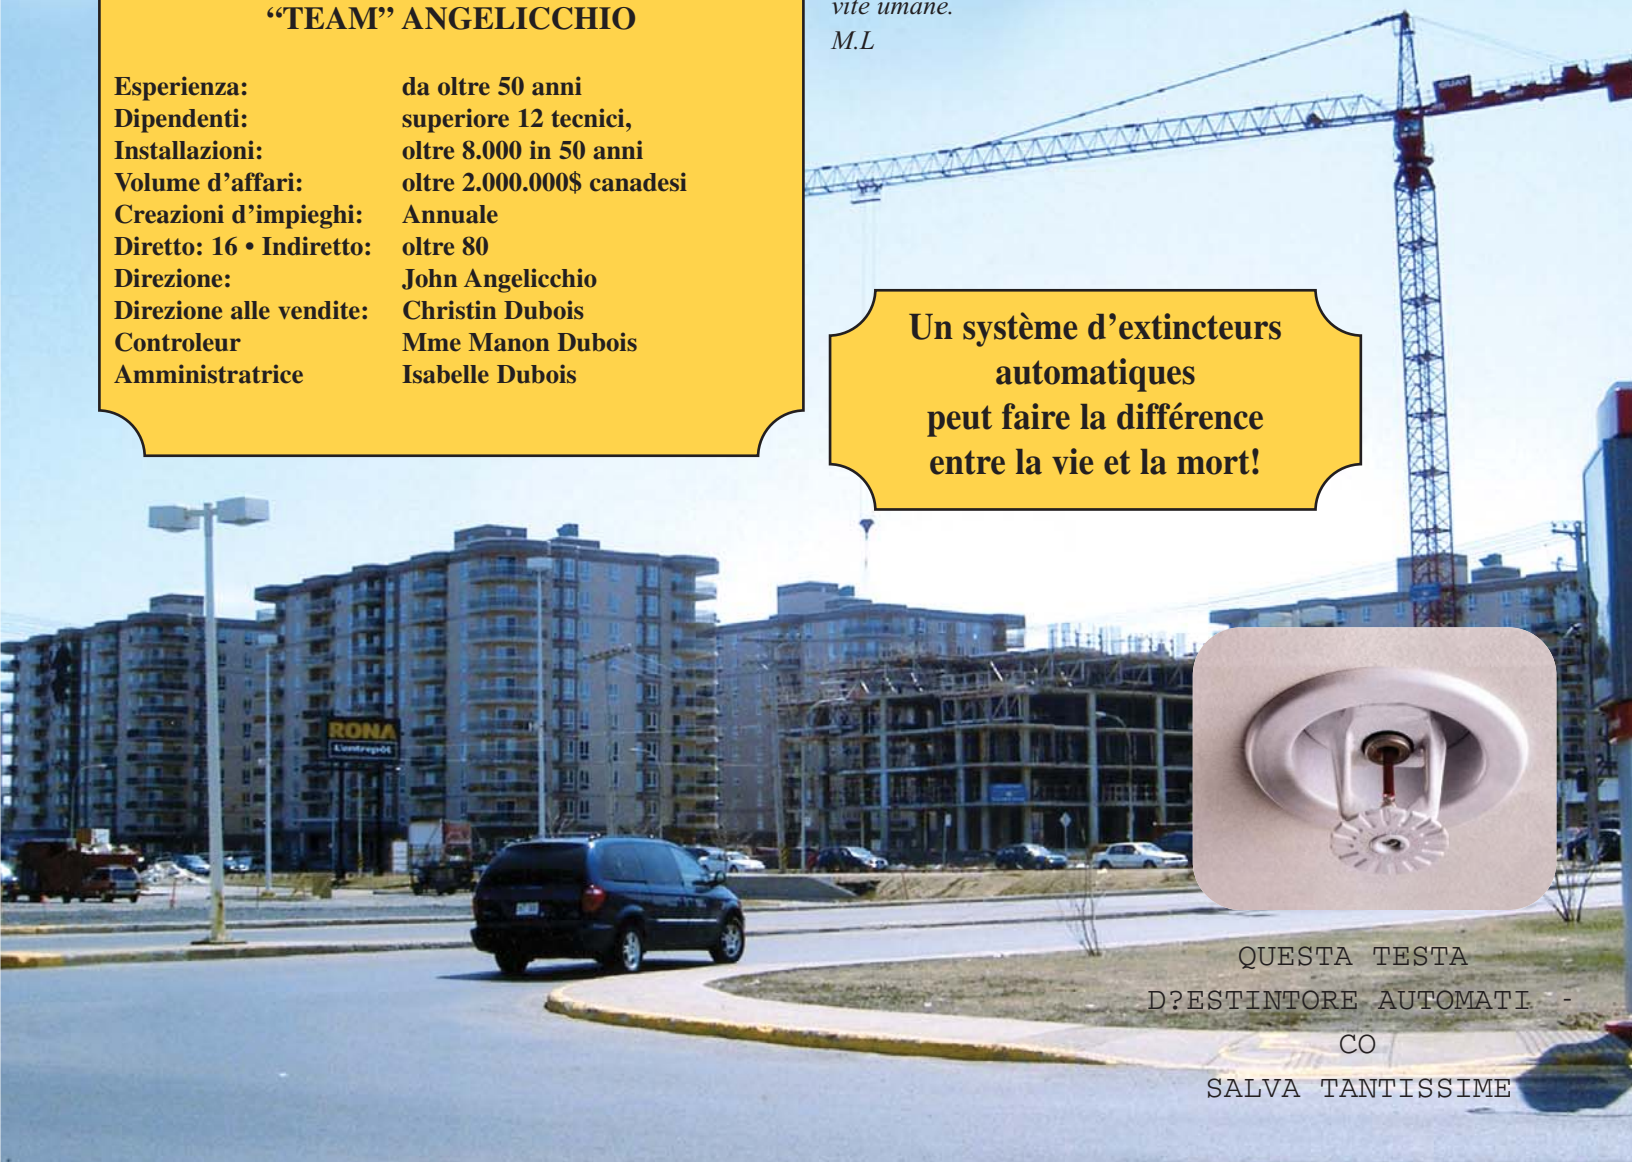 “TEAM” ANGELICCHIO
Esperienza: da oltre 50 anni
Dipendenti: superiore 12 tecnici,
Installazioni: oltre 8.000 in 50 anni
Volume d’affari: oltre 2.000.000$ canadesi
Creazioni d’impieghi: Annuale
Diretto: 16 • Indiretto: oltre 80
Direzione: John Angelicchio
Direzione alle vendite: Christin Dubois
Controleur Mme Manon Dubois
Amministratrice Isabelle Dubois
vite umane.
M.L
Un système d’extincteurs
automatiques
peut faire la différence
entre la vie et la mort!
RONA
L'entrepôt
QUESTA TESTA
D?ESTINTORE AUTOMATI -
CO
SALVA TANTISSIME